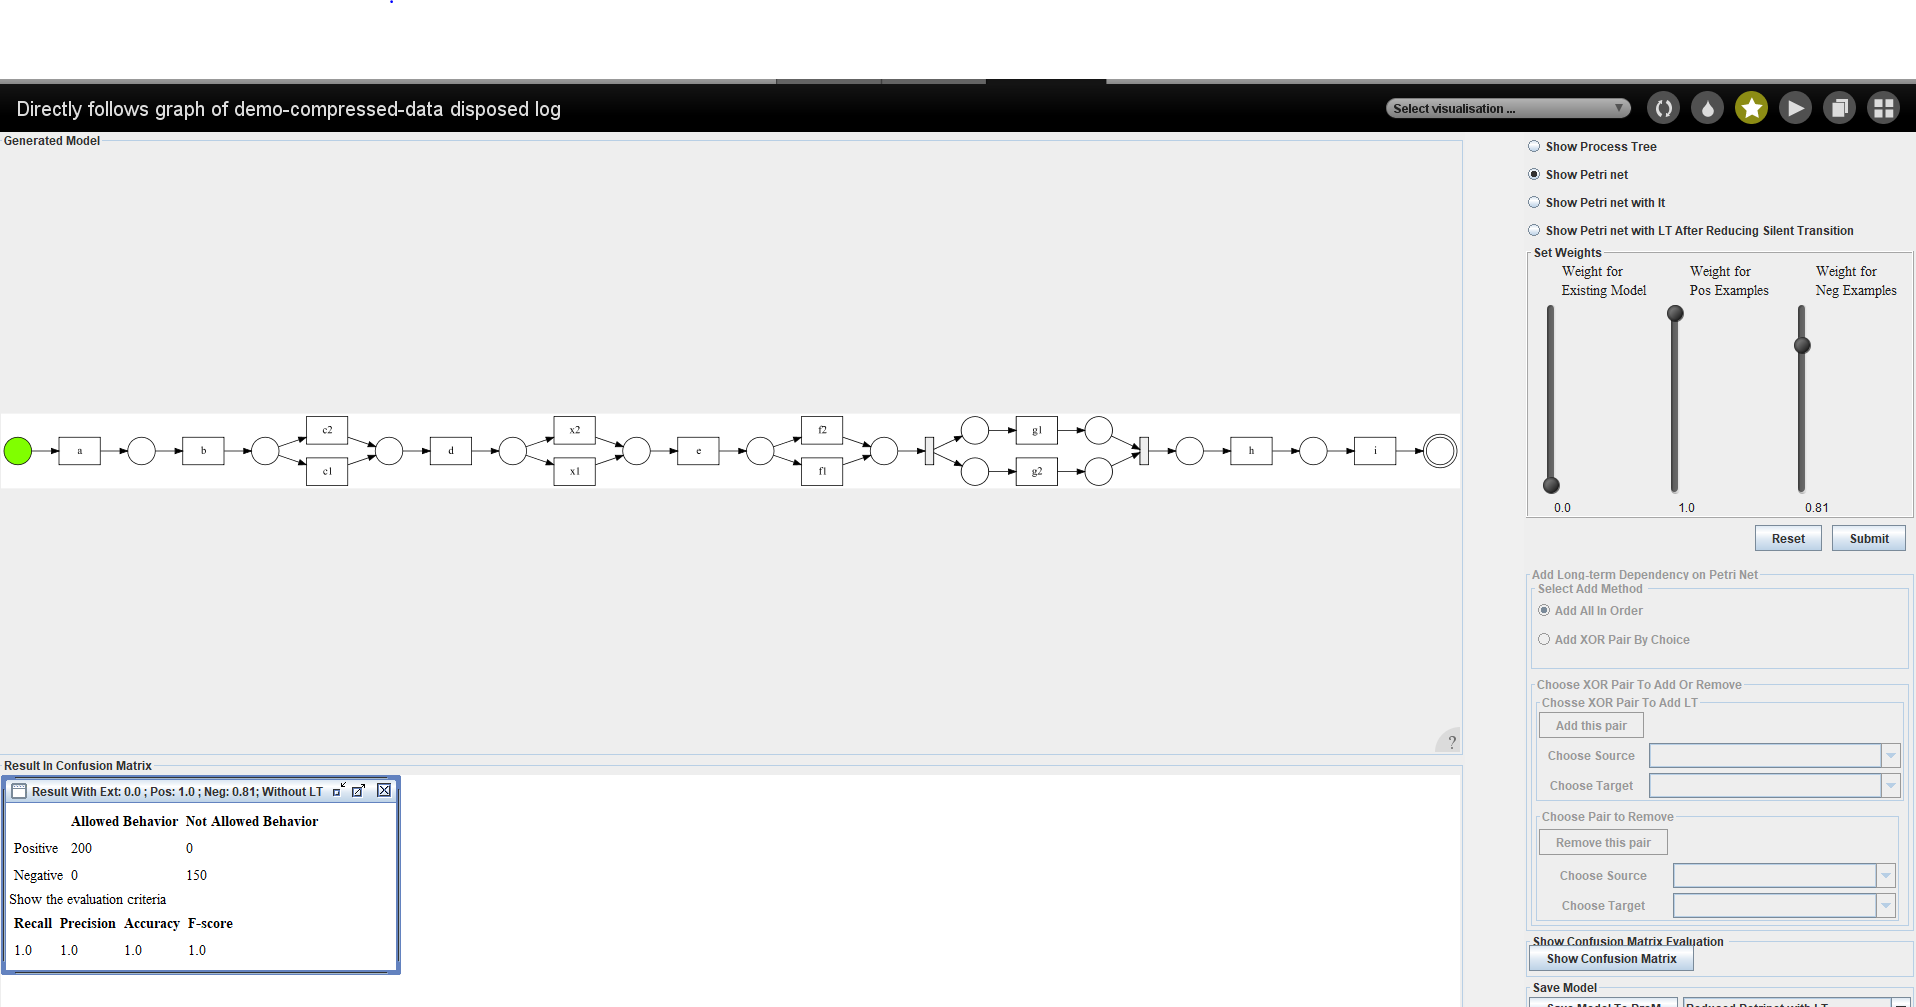 Directly follows graph of demo-compressed-data disposed log
Select visualisation ...
Generated Model
a
b
c2
c1
d
x2
x1
e
f2
f1
g1
g2
h
i
?
Show Process Tree
Show Petri net
Show Petri net with lt
Show Petri net with LT After Reducing Silent Transition
Set Weights
Weight for Existing Model
Weight for Pos Examples
Weight for Neg Examples
0.0
1.0
0.81
Reset
Submit
Add Long-term Dependency on Petri Net
Select Add Method
Add All In Order
Add XOR Pair By Choice
Choose XOR Pair To Add Or Remove
Chosse XOR Pair To Add LT
Add this pair
Choose Source
Choose Target
Choose Pair to Remove
Remove this pair
Choose Source
Choose Target
Show Confusion Matrix Evaluation
Show Confusion Matrix
Save Model
Save Model To ProM
Reduced Petrinet with LT
Result In Confusion Matrix
Result With Ext: 0.0 ; Pos: 1.0 ; Neg: 0.81; Without LT
Allowed Behavior Not Allowed Behavior
Positive 200 0
Negative 0 150
Show the evaluation criteria
Recall Precision Accuracy F-score
1.0 1.0 1.0 1.0